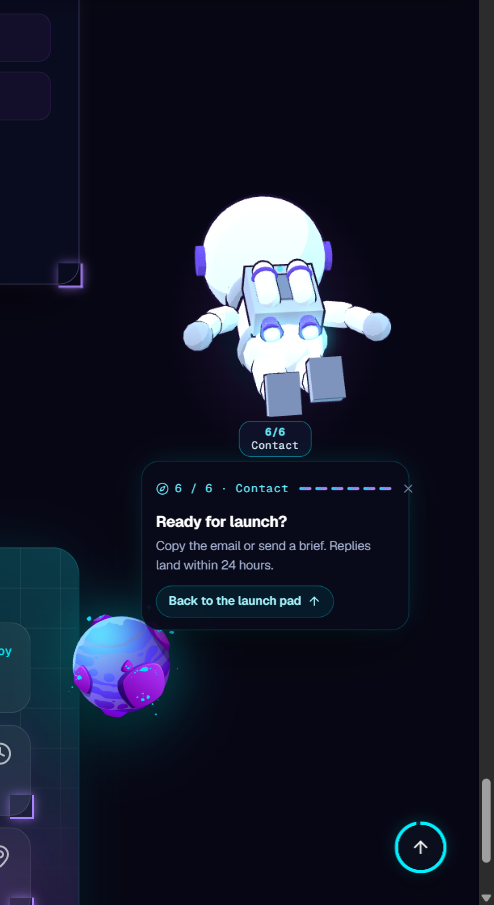 6/6
Contact
6 / 6 · Contact
Ready for launch?
Copy the email or send a brief. Replies
land within 24 hours.
Back to the launch pad